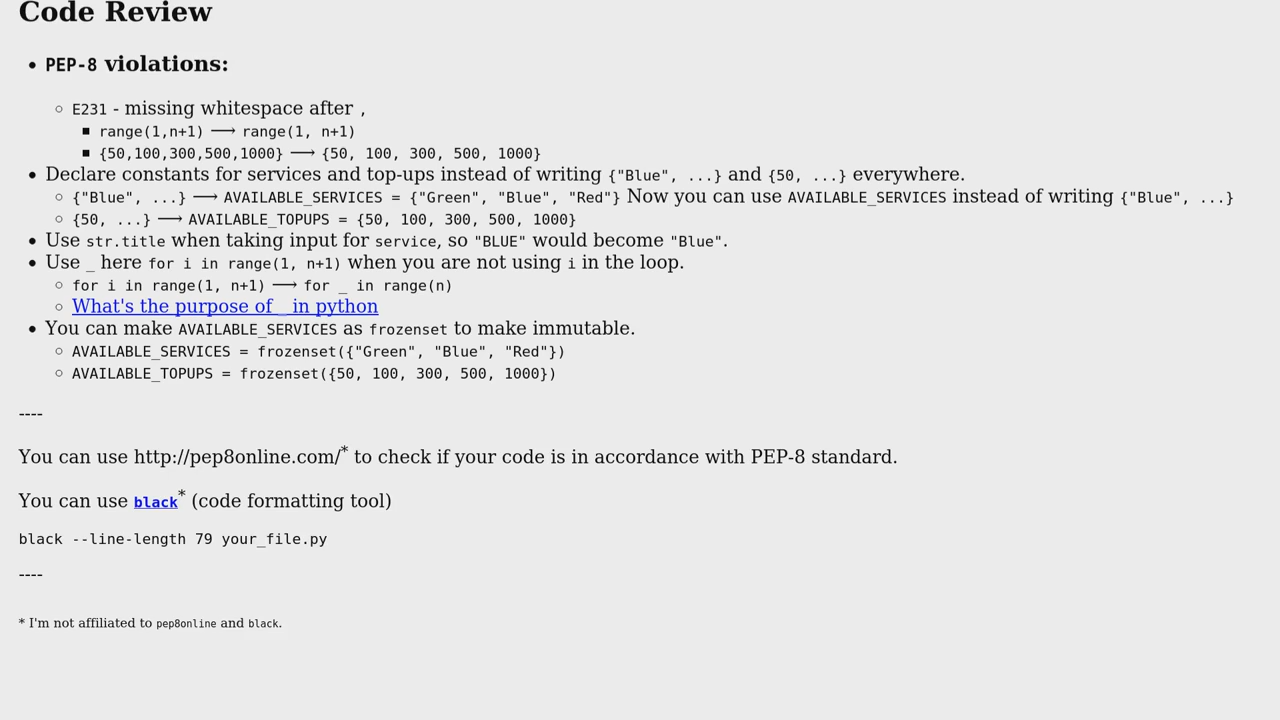 Code Review
• PEP-8 violations:
◦ E231 - missing whitespace after ,
▪ range(1,n+1) ⟶ range(1, n+1)
▪ {50,100,300,500,1000} ⟶ {50, 100, 300, 500, 1000}
• Declare constants for services and top-ups instead of writing {"Blue", ...} and {50, ...} everywhere.
◦ {"Blue", ...} ⟶ AVAILABLE_SERVICES = {"Green", "Blue", "Red"} Now you can use AVAILABLE_SERVICES instead of writing {"Blue", ...}
◦ {50, ...} ⟶ AVAILABLE_TOPUPS = {50, 100, 300, 500, 1000}
• Use str.title when taking input for service, so "BLUE" would become "Blue".
• Use _ here for i in range(1, n+1) when you are not using i in the loop.
◦ for i in range(1, n+1) ⟶ for _ in range(n)
◦ What's the purpose of _ in python
• You can make AVAILABLE_SERVICES as frozenset to make immutable.
◦ AVAILABLE_SERVICES = frozenset({"Green", "Blue", "Red"})
◦ AVAILABLE_TOPUPS = frozenset({50, 100, 300, 500, 1000})
----
You can use http://pep8online.com/* to check if your code is in accordance with PEP-8 standard.
You can use black* (code formatting tool)
black --line-length 79 your_file.py
----
* I'm not affiliated to pep8online and black.